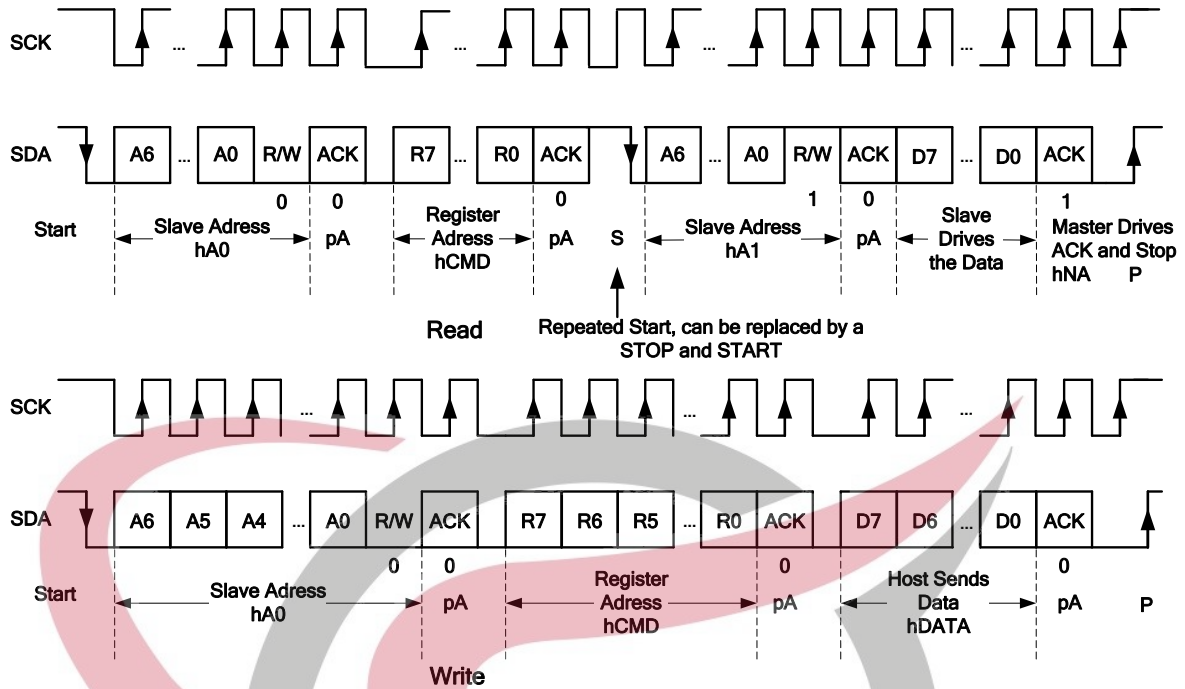 SCK ... ... ... ...
SDA A6 ... A0 R/W ACK R7 ... R0 ACK A6 ... A0 R/W ACK D7 ... D0 ACK
0 0 0 1 0 1
Start Slave Adress hA0 pA Register Adress hCMD pA S Slave Adress hA1 pA Slave Drives the Data Master Drives ACK and Stop hNA P
Read
Repeated Start, can be replaced by a
STOP and START
SCK ... ... ...
SDA A6 A5 A4 ... A0 R/W ACK R7 R6 R5 ... R0 ACK D7 D6 ... D0 ACK
0 0 0 0
Start Slave Adress hA0 pA Register Adress hCMD pA Host Sends Data hDATA pA P
Write